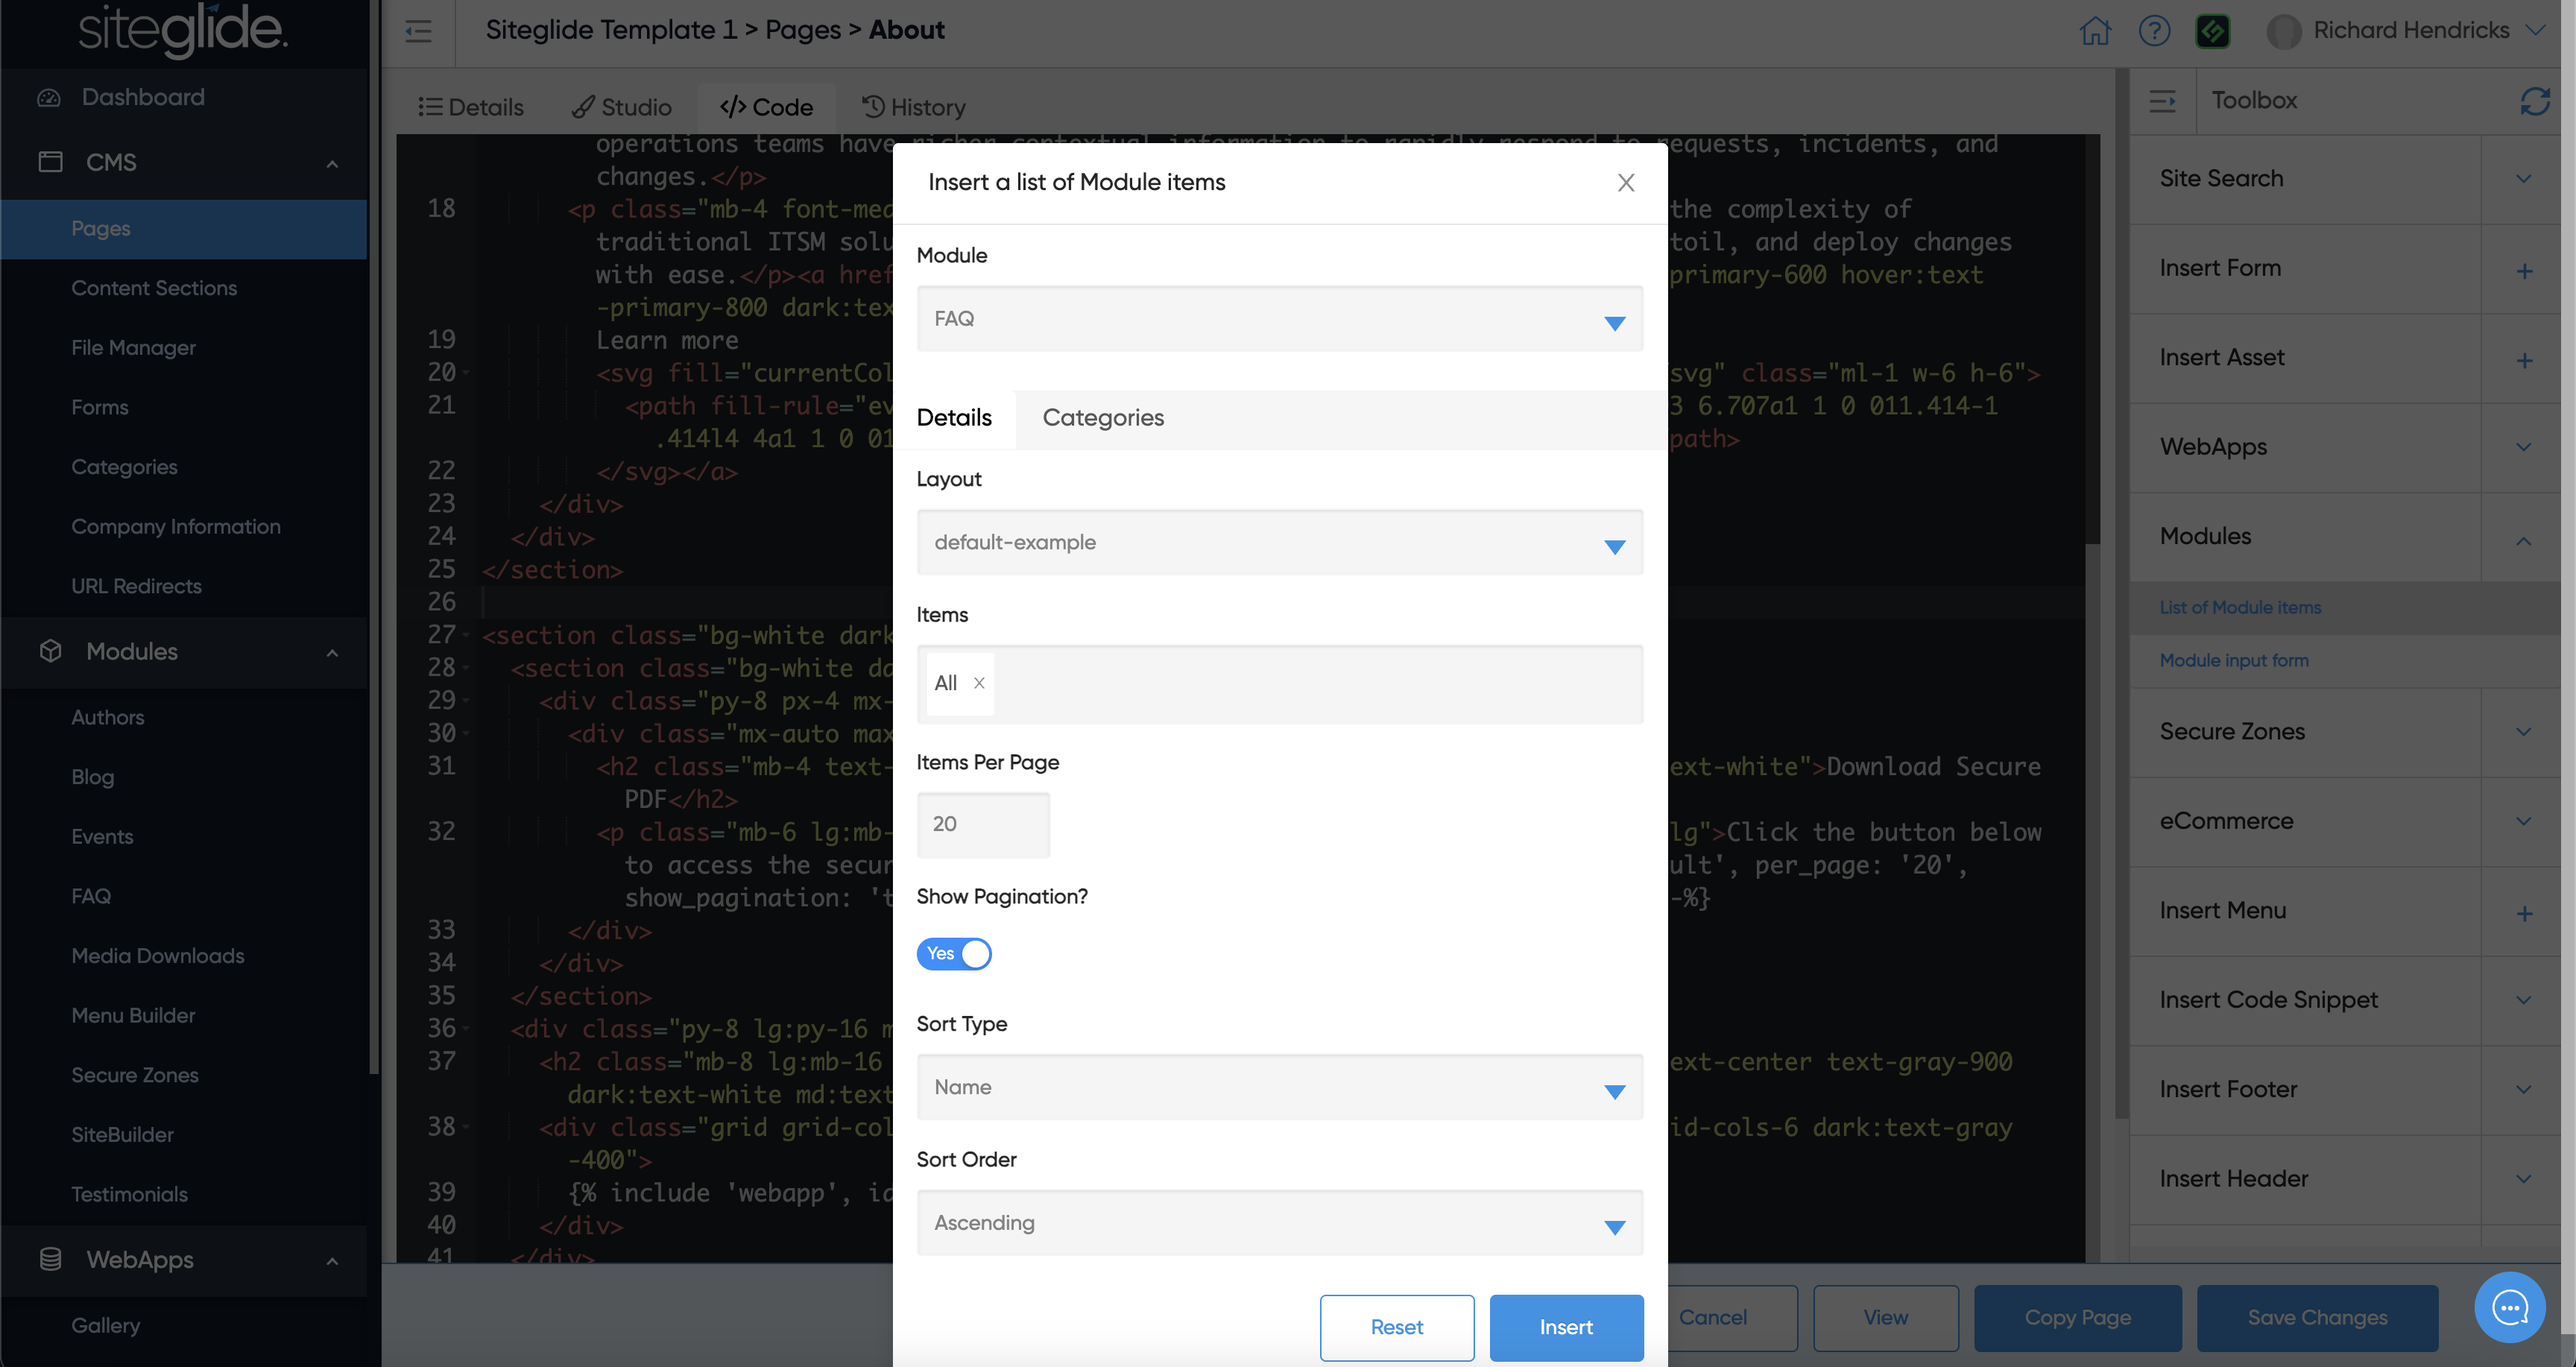 siteglide.
Siteglide Template 1 > Pages > About
Richard Hendricks
Dashboard
CMS
Pages
Content Sections
File Manager
Forms
Categories
Company Information
URL Redirects
Modules
Authors
Blog
Events
FAQ
Media Downloads
Menu Builder
Secure Zones
SiteBuilder
Testimonials
WebApps
Gallery
Details
Studio
</> Code
History
operations teams have richer contextual information to rapidly respond to requests, incidents, and
changes.</p>
18 <p class="mb-4 font-med the complexity of
traditional ITSM solu toil, and deploy changes
with ease.</p><a href primary-600 hover:text
-primary-800 dark:tex
19 Learn more
20 <svg fill="currentCol svg" class="ml-1 w-6 h-6">
21 <path fill-rule="ev 3 6.707a1 1 0 011.414-1
.414l4 4a1 1 0 01 path>
22 </svg></a>
23 </div>
24 </div>
25 </section>
26
27 <section class="bg-white dark
28 <section class="bg-white da
29 <div class="py-8 px-4 mx-
30 <div class="mx-auto max
31 <h2 class="mb-4 text- ext-white">Download Secure
PDF</h2>
32 <p class="mb-6 lg:mb- lg">Click the button below
to access the secur ult', per_page: '20',
show_pagination: 't -%}
33 </div>
34 </div>
35 </section>
36 <div class="py-8 lg:py-16 m
37 <h2 class="mb-8 lg:mb-16 ext-center text-gray-900
dark:text-white md:text
38 <div class="grid grid-col id-cols-6 dark:text-gray
-400">
39 {% include 'webapp', id
40 </div>
41 </div>
Insert a list of Module items
X
Module
FAQ
Details
Categories
Layout
default-example
Items
All x
Items Per Page
20
Show Pagination?
Yes
Sort Type
Name
Sort Order
Ascending
Reset
Insert
Cancel
View
Copy Page
Save Changes
Toolbox
Site Search
Insert Form
Insert Asset
WebApps
Modules
List of Module items
Module input form
Secure Zones
eCommerce
Insert Menu
Insert Code Snippet
Insert Footer
Insert Header